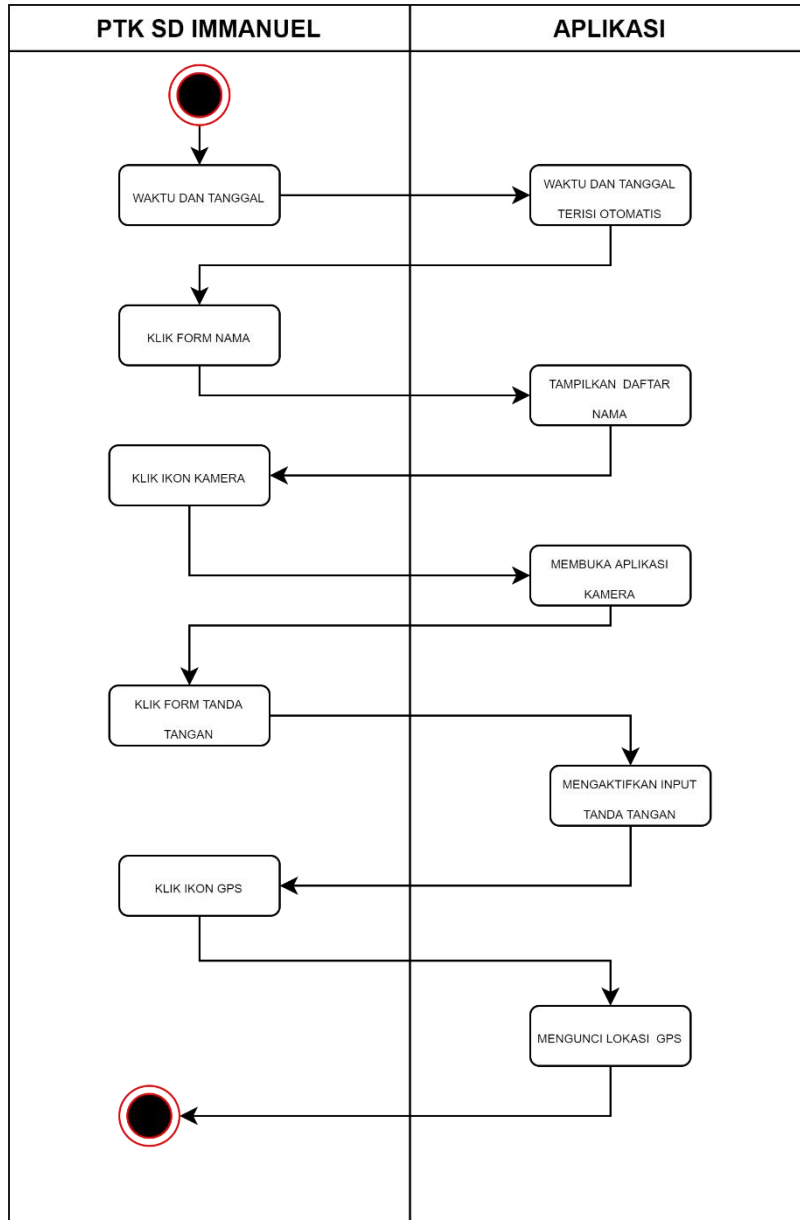 PTK SD IMMANUEL
APLIKASI
WAKTU DAN TANGGAL
WAKTU DAN TANGGAL
TERISI OTOMATIS
KLIK FORM NAMA
TAMPILKAN DAFTAR
NAMA
KLIK IKON KAMERA
MEMBUKA APLIKASI
KAMERA
KLIK FORM TANDA
TANGAN
MENGAKTIFKAN INPUT
TANDA TANGAN
KLIK IKON GPS
MENGUNCI LOKASI GPS